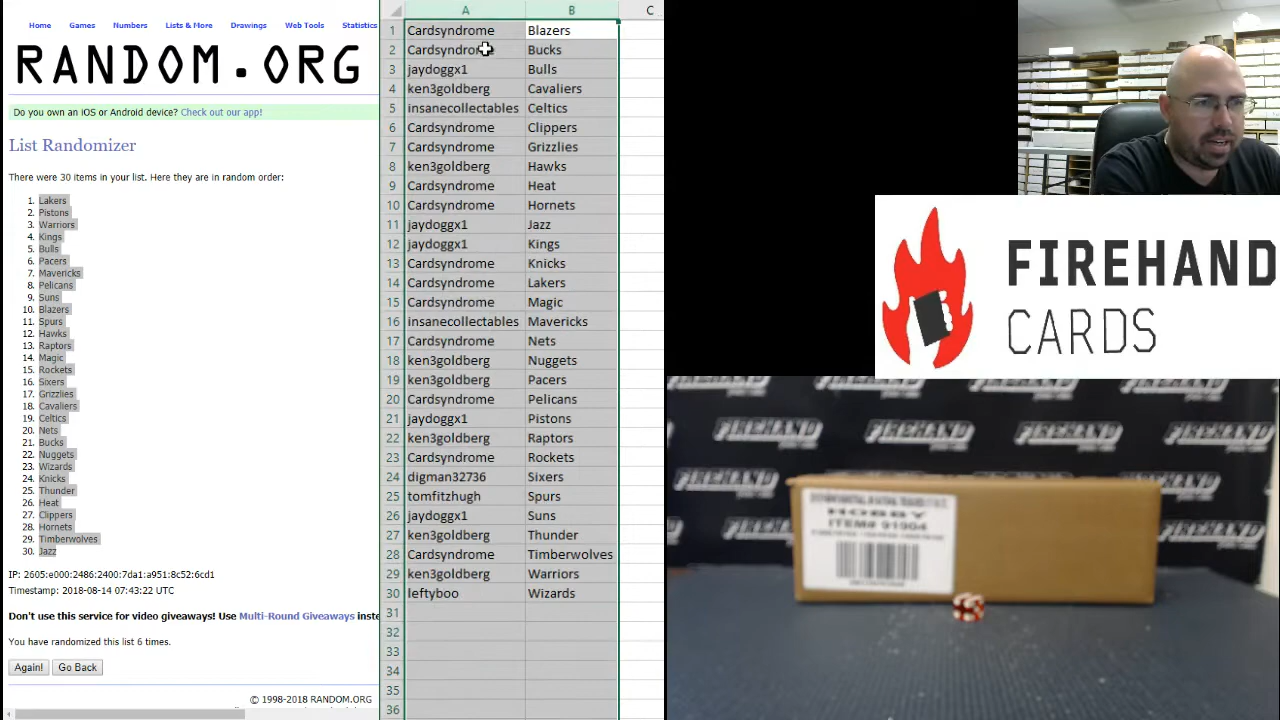 Home Games Numbers Lists & More Drawings Web Tools Statistics
RANDOM.ORG
Do you own an iOS or Android device? Check out our app!
List Randomizer
There were 30 items in your list. Here they are in random order:
1. Lakers
2. Pistons
3. Warriors
4. Kings
5. Bulls
6. Pacers
7. Mavericks
8. Pelicans
9. Suns
10. Blazers
11. Spurs
12. Hawks
13. Raptors
14. Magic
15. Rockets
16. Sixers
17. Grizzlies
18. Cavaliers
19. Celtics
20. Nets
21. Bucks
22. Nuggets
23. Wizards
24. Knicks
25. Thunder
26. Heat
27. Clippers
28. Hornets
29. Timberwolves
30. Jazz
IP: 2605:e000:2486:2400:7da1:a951:8c52:6cd1
Timestamp: 2018-08-14 07:43:22 UTC
Don't use this service for video giveaways! Use Multi-Round Giveaways inste
You have randomized this list 6 times.
Again! Go Back
© 1998-2018 RANDOM.ORG
A B C
1 Cardsyndrome Blazers
2 Cardsyndrome Bucks
3 jaydoggx1 Bulls
4 ken3goldberg Cavaliers
5 insanecollectables Celtics
6 Cardsyndrome Clippers
7 Cardsyndrome Grizzlies
8 ken3goldberg Hawks
9 Cardsyndrome Heat
10 Cardsyndrome Hornets
11 jaydoggx1 Jazz
12 jaydoggx1 Kings
13 Cardsyndrome Knicks
14 Cardsyndrome Lakers
15 Cardsyndrome Magic
16 insanecollectables Mavericks
17 Cardsyndrome Nets
18 ken3goldberg Nuggets
19 ken3goldberg Pacers
20 Cardsyndrome Pelicans
21 jaydoggx1 Pistons
22 ken3goldberg Raptors
23 Cardsyndrome Rockets
24 digman32736 Sixers
25 tomfitzhugh Spurs
26 jaydoggx1 Suns
27 ken3goldberg Thunder
28 Cardsyndrome Timberwolves
29 ken3goldberg Warriors
30 leftyboo Wizards
31
32
33
34
35
36
FIREHAND
CARDS
FIREHAND
FIREHAND
FIREHAND
HOBBY
ITEM# 91904